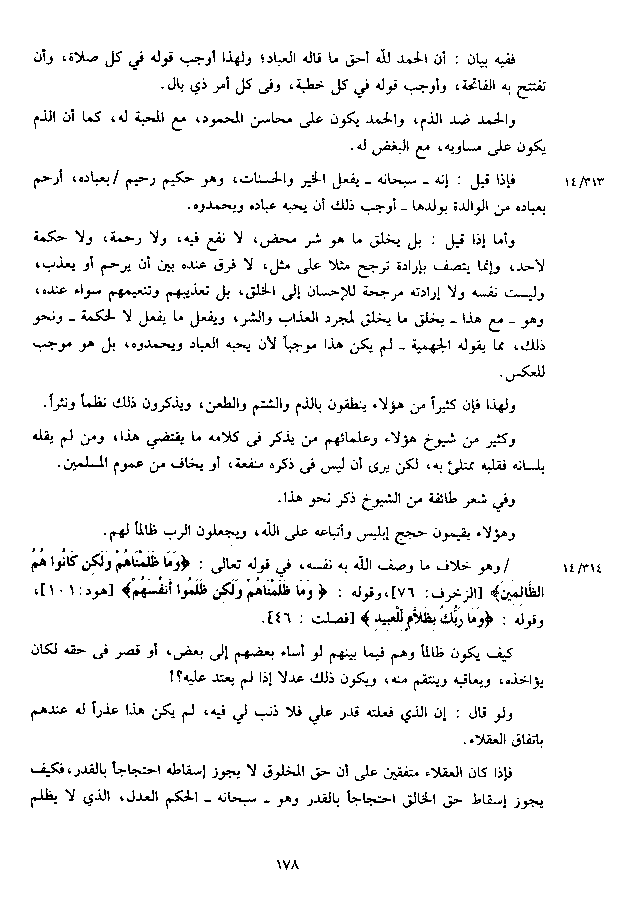 ففيه بيان : أن الحمد لله أحق ما قاله العباد؛ ولهذا أوجب قوله في كل صلاة، وأن
تفتتح به الفاتحة، وأوجب قوله في كل خطبة، وفى كل أمر ذي بال.
والحمد ضد الذم، والحمد يكون على محاسن المحمود، مع المحبة له، كما أن الذم
يكون على مساويه، مع البغض له.
١٤/٣١٣ فإذا قيل : إنه ـ سبحانه ـ يفعل الخير والحسنات، وهو حكيم رحيم /بعباده، أرحم
بعباده من الوالدة بولدها ـ أوجب ذلك أن يحبه عباده ويحمدوه.
وأما إذا قيل : بل يخلق ما هو شر محض، لا نفع فيه، ولا رحمة، ولا حكمة
لأحد، وإنما يتصف بإرادة ترجح مثلا على مثل، لا فرق عنده بين أن يرحم أو يعذب،
وليست نفسه ولا إرادته مرجحة للإحسان إلى الخلق، بل تعذيبهم وتنعيمهم سواء عنده،
وهو ـ مع هذا ـ يخلق ما يخلق لمجرد العذاب والشر، ويفعل ما يفعل لا لحكمة ـ ونحو
ذلك، مما يقوله الجهمية ـ لم يكن هذا موجباً لأن يحبه العباد ويحمدوه، بل هو موجب
للعكس.
ولهذا فإن كثيراً من هؤلاء ينطقون بالذم والشتم والطعن، ويذكرون ذلك نظماً ونثراً.
وكثير من شيوخ هؤلاء وعلمائهم من يذكر فى كلامه ما يقتضي هذا، ومن لم يقله
بلسانه فقلبه ممتلئ به، لكن يرى أن ليس فى ذكره منفعة، أو يخاف من عموم المسلمين.
وفي شعر طائفة من الشيوخ ذكر نحو هذا.
وهؤلاء يقيمون حجج إبليس وأتباعه على الله، ويجعلون الرب ظالماً لهم.
١٤/٣١٤ / وهو خلاف ما وصف الله به نفسه، في قوله تعالى : ﴿وَمَا ظَلَمْنَاهُمْ وَلَكِن كَانُوا هُمُ
الظَّالِمِينَ﴾ [الزخرف: ٧٦]، وقوله : ﴿ وَمَا ظَلَمْنَاهُمْ وَلَكِن ظَلَمُوا أَنفُسَهُمْ﴾ [هود: ١٠١]،
وقوله : ﴿وَمَا رَبُّكَ بِظَلاَّمٍ لِّلْعَبِيدِ ﴾ [فصلت : ٤٦].
كيف يكون ظالماً وهم فيما بينهم لو أساء بعضهم إلى بعض، أو قصر فى حقه لكان
يؤاخذه، ويعاقبه وينتقم منه، ويكون ذلك عدلا إذا لم يعتد عليه؟!
ولو قال : إن الذي فعلته قدر علي فلا ذنب لي فيه، لم يكن هذا عذراً له عندهم
باتفاق العقلاء.
فإذا كان العقلاء متفقين على أن حق المخلوق لا يجوز إسقاطه احتجاجاً بالقدر، فكيف
يجوز إسقاط حق الخالق احتجاجاً بالقدر وهو ـ سبحانه ـ الحكم العدل، الذي لا يظلم
١٧٨